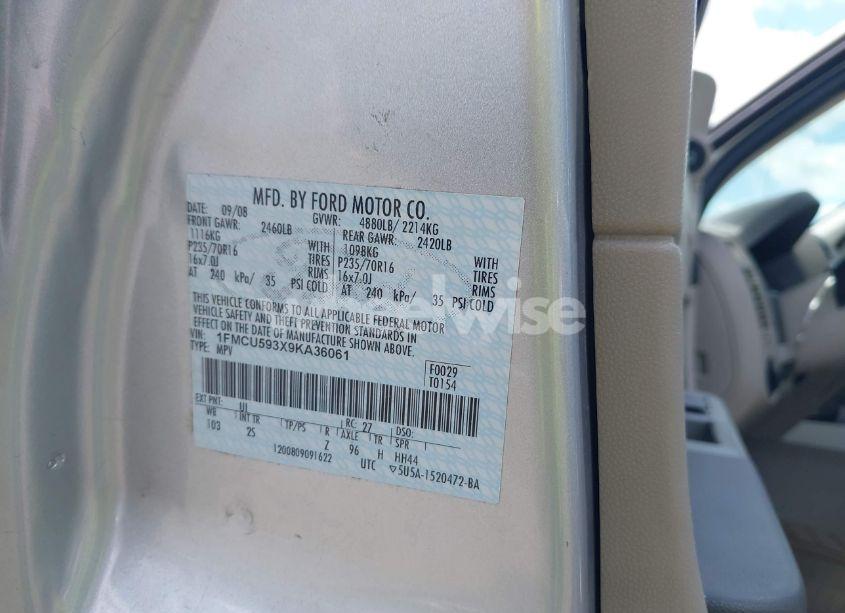 MFD. BY FORD MOTOR CO.
DATE: 09/08 GVWR: 4880LB/ 2214KG
FRONT GAWR: 2460LB REAR GAWR: 2420LB
1116KG WITH 1098KG WITH
P235/70R16 TIRES P235/70R16 TIRES
16x7.0J RIMS 16x7.0J RIMS
AT 240 kPa/ 35 PSI COLD AT 240 kPa/ 35 PSI COLD
THIS VEHICLE CONFORMS TO ALL APPLICABLE FEDERAL MOTOR
VEHICLE SAFETY AND THEFT PREVENTION STANDARDS IN
EFFECT ON THE DATE OF MANUFACTURE SHOWN ABOVE.
VIN: 1FMCU593X9KA36061
TYPE: MPV
F0029
T0154
EXT PNT: UI RC: 27 DSO:
WB INT TR TP/PS R AXLE TR SPR
103 25 Z 96 H HH44
1200809091622 UTC ▽5U5A-1520472-BA
wheelwise